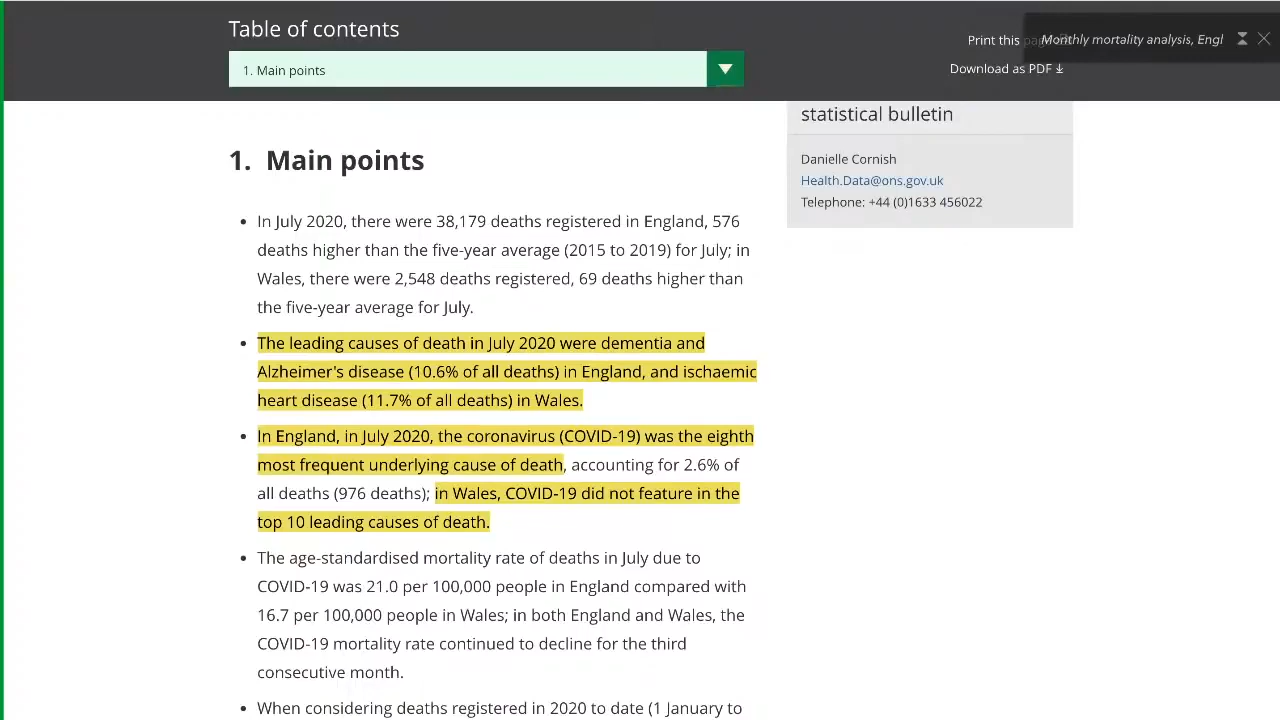 Table of contents
1. Main points
Print this
Monthly mortality analysis, Engl
Download as PDF
statistical bulletin
Danielle Cornish
Health.Data@ons.gov.uk
Telephone: +44 (0)1633 456022
1. Main points
• In July 2020, there were 38,179 deaths registered in England, 576
deaths higher than the five-year average (2015 to 2019) for July; in
Wales, there were 2,548 deaths registered, 69 deaths higher than
the five-year average for July.
• The leading causes of death in July 2020 were dementia and
Alzheimer's disease (10.6% of all deaths) in England, and ischaemic
heart disease (11.7% of all deaths) in Wales.
• In England, in July 2020, the coronavirus (COVID-19) was the eighth
most frequent underlying cause of death, accounting for 2.6% of
all deaths (976 deaths); in Wales, COVID-19 did not feature in the
top 10 leading causes of death.
• The age-standardised mortality rate of deaths in July due to
COVID-19 was 21.0 per 100,000 people in England compared with
16.7 per 100,000 people in Wales; in both England and Wales, the
COVID-19 mortality rate continued to decline for the third
consecutive month.
• When considering deaths registered in 2020 to date (1 January to